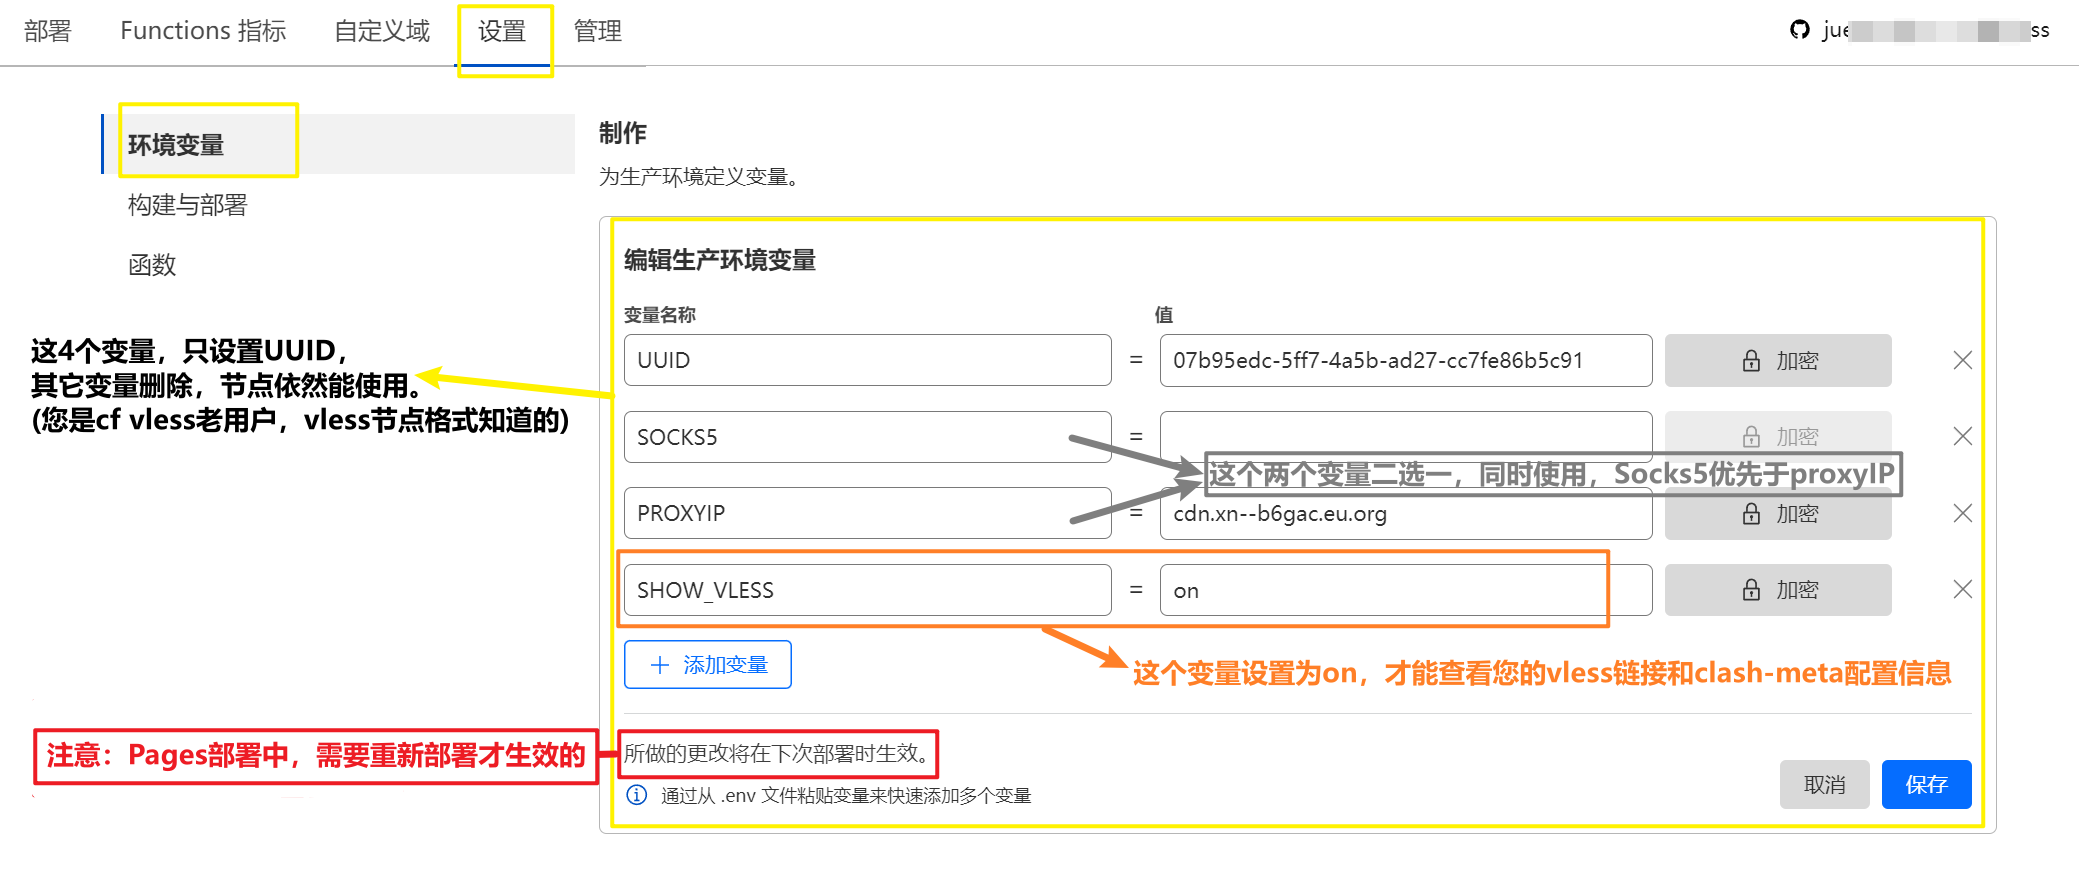 部署 Functions 指标 自定义域 设置 管理
环境变量
构建与部署
函数
制作
为生产环境定义变量。
编辑生产环境变量
变量名称 值
UUID = 07b95edc-5ff7-4a5b-ad27-cc7fe86b5c91 加密
SOCKS5 = 加密
这个两个变量二选一，同时使用，Socks5优先于proxyIP
PROXYIP = cdn.xn--b6gac.eu.org 加密
SHOW_VLESS = on 加密
添加变量
这个变量设置为on，才能查看您的vless链接和clash-meta配置信息
这4个变量，只设置UUID，
其它变量删除，节点依然能使用。
(您是cf vless老用户，vless节点格式知道的)
注意：Pages部署中，需要重新部署才生效的
所做的更改将在下次部署时生效。
通过从 .env 文件粘贴变量来快速添加多个变量
取消 保存